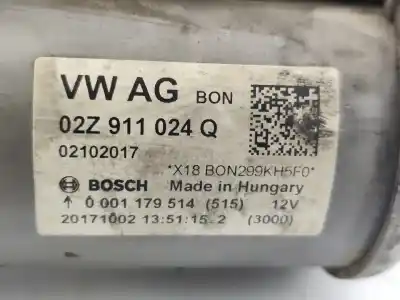 VW AG BON
02Z 911 024 Q
02102017
*X18 BON299KH5F0*
BOSCH Made in Hungary
↑ 0 001 179 514 (515) 12V
20171002 13:51:15.2 (3000)